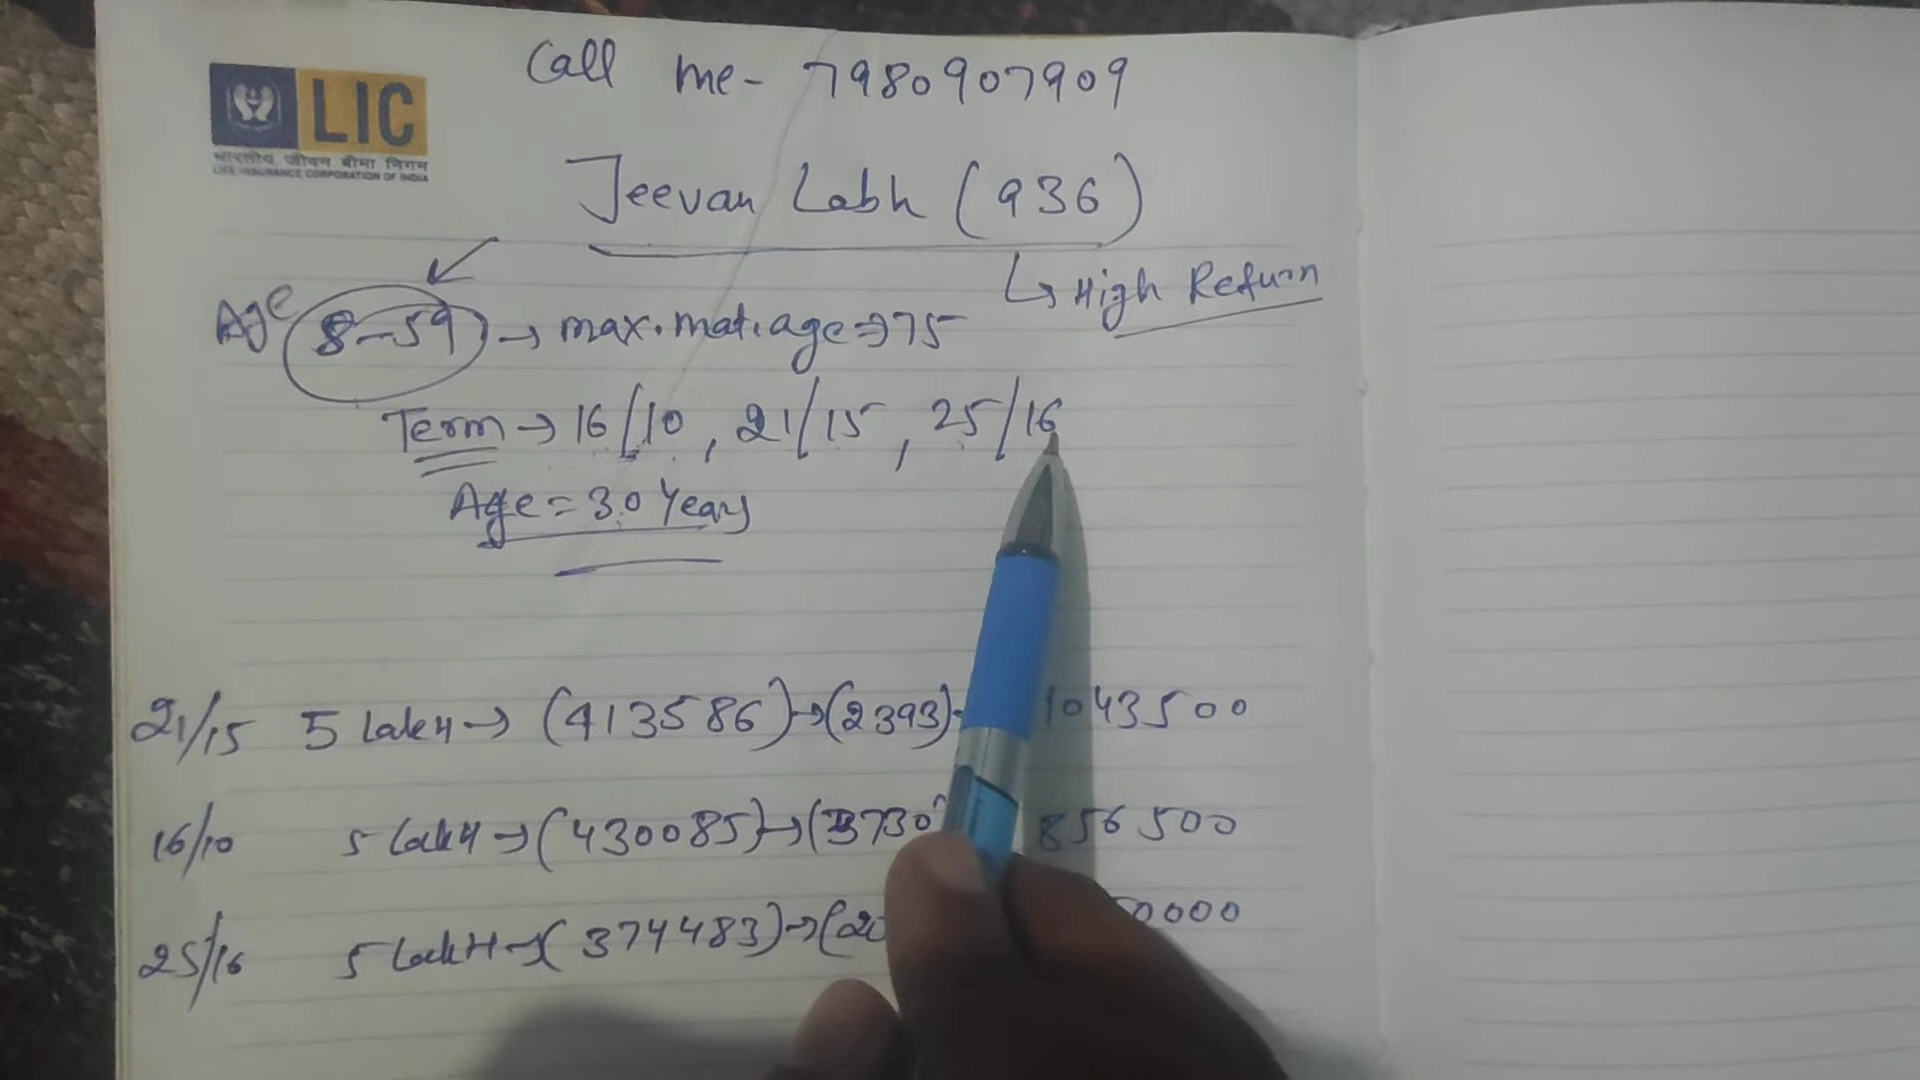 Call me- 7980907909
LIC
भारतीय जीवन बीमा निगम
LIFE INSURANCE CORPORATION OF INDIA
Jeevan Labh (936)
↳ High Return
Age 8-59 → max. mat. age ⇒ 75
Term → 16/10, 21/15, 25/16
Age = 30 Years
21/15 5 lakh → (413586) → (2393) 1043500
16/10 5 lakh → (430085) → (3730 856500
25/16 5 lakh → (374483) → (20 0000